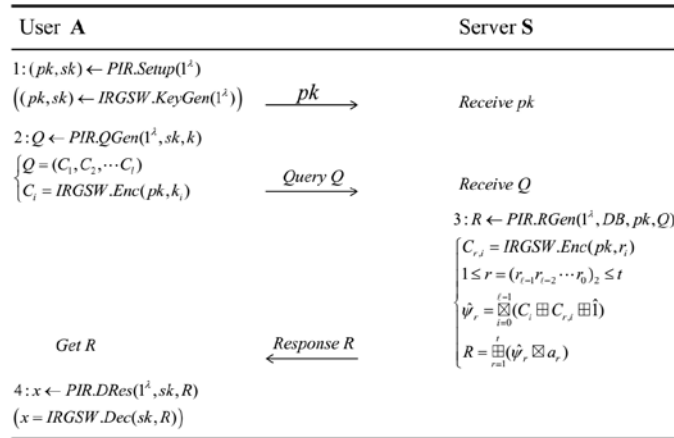 User A Server S
1:(pk,sk) ← PIR.Setup(1^λ)
((pk,sk) ← IRGSW.KeyGen(1^λ)) pk Receive pk
2:Q ← PIR.QGen(1^λ,sk,k)
{Q = (C_1,C_2,⋯C_l)
C_i = IRGSW.Enc(pk,k_i) Query Q Receive Q
3:R ← PIR.RGen(1^λ,DB,pk,Q)
{C_{r,i} = IRGSW.Enc(pk,r_i)
1 ≤ r = (r_{ℓ−1}r_{ℓ−2}⋯r_0)_2 ≤ t
ψ̂_r = ⊠_{i=0}^{ℓ−1}(C_i ⊞ C_{r,i} ⊞ 1̂)
Get R Response R R = ⊞_{r=1}^{t}(ψ̂_r ⊠ a_r)
4:x ← PIR.DRes(1^λ,sk,R)
(x = IRGSW.Dec(sk,R))